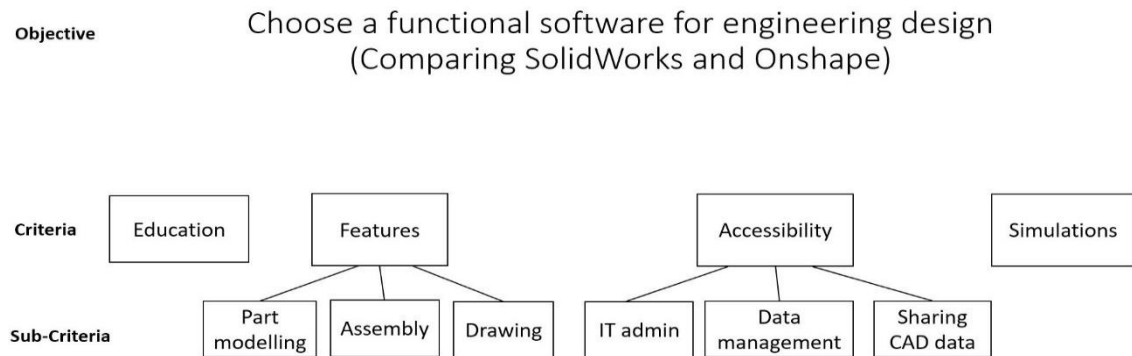 Objective
Choose a functional software for engineering design
(Comparing SolidWorks and Onshape)
Criteria
Education
Features
Accessibility
Simulations
Sub-Criteria
Part
modelling
Assembly
Drawing
IT admin
Data
management
Sharing
CAD data